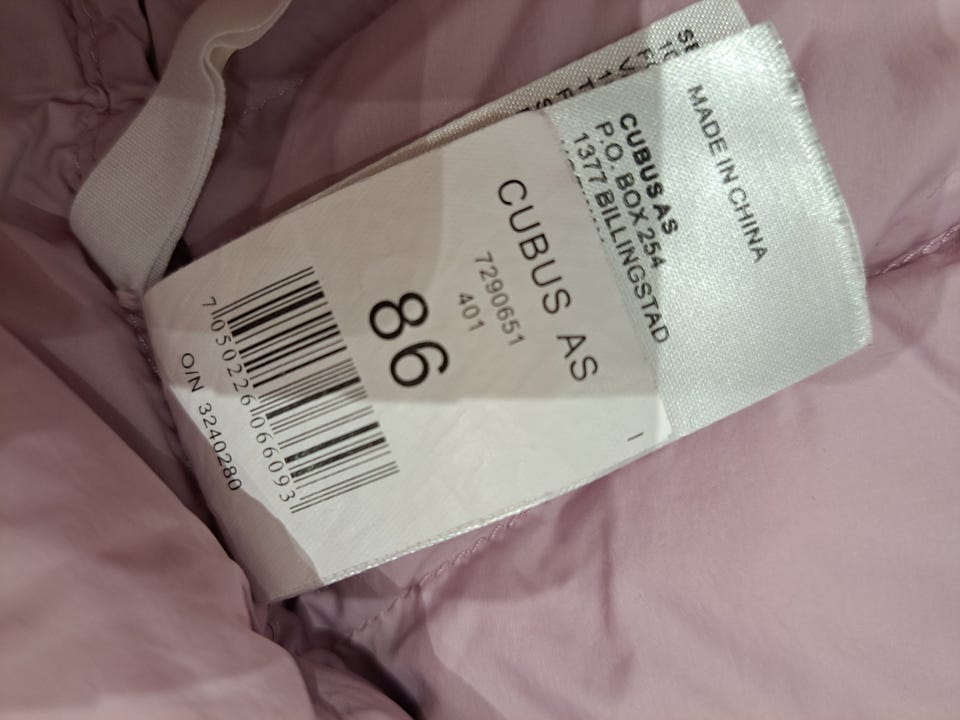 CUBUS AS
7290651
401
86
7 050226 066093
O/N 3240280
MADE IN CHINA
CUBUS AS
P.O. BOX 254
1377 BILLINGSTAD